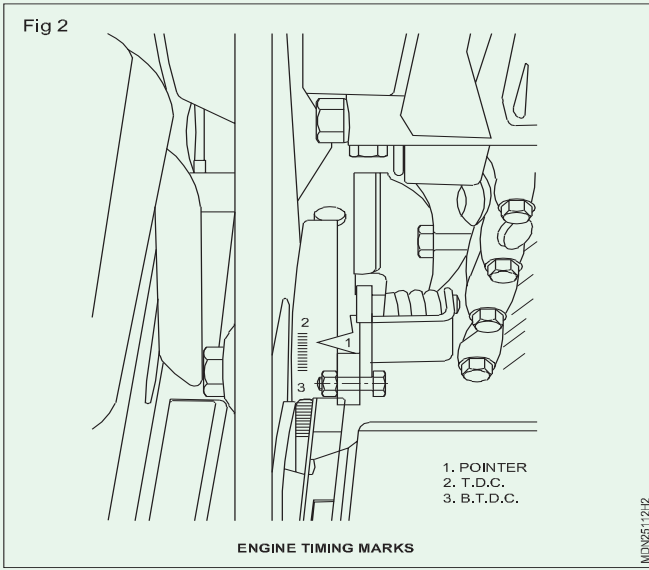 Fig 2
2
1
3
1. POINTER
2. T.D.C.
3. B.T.D.C.
ENGINE TIMING MARKS
MDN25112H2